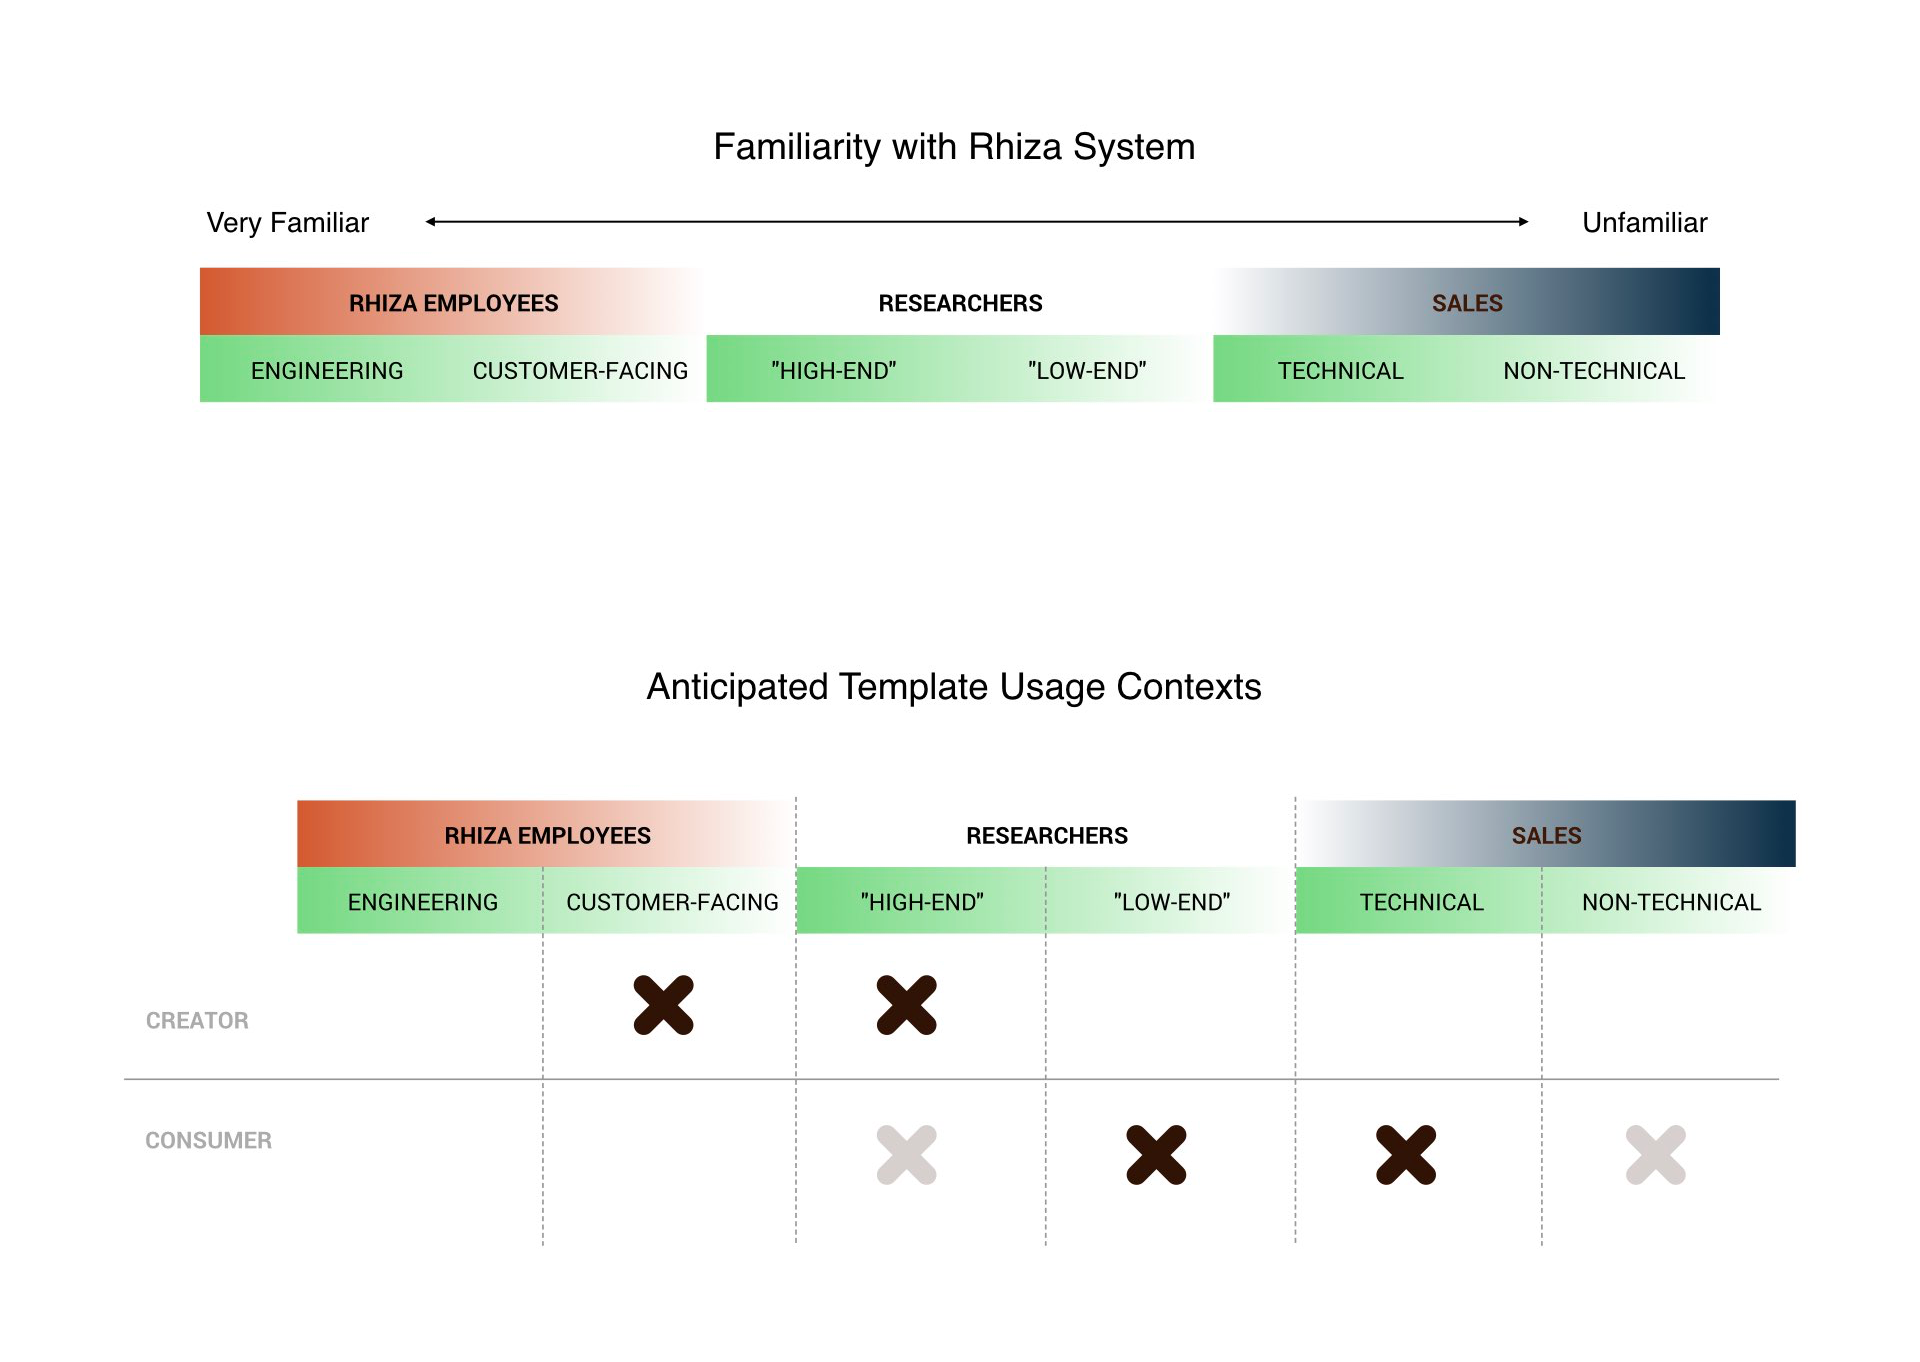 Familiarity with Rhiza System
Very Familiar Unfamiliar
RHIZA EMPLOYEES RESEARCHERS SALES
ENGINEERING CUSTOMER-FACING "HIGH-END" "LOW-END" TECHNICAL NON-TECHNICAL
Anticipated Template Usage Contexts
RHIZA EMPLOYEES RESEARCHERS SALES
ENGINEERING CUSTOMER-FACING "HIGH-END" "LOW-END" TECHNICAL NON-TECHNICAL
CREATOR
CONSUMER